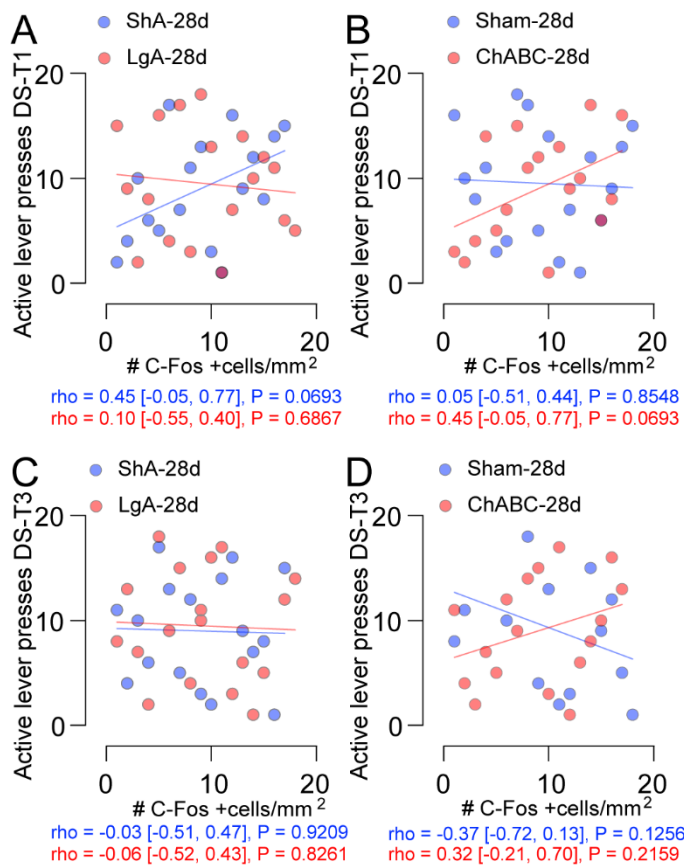 A
ShA-28d
LgA-28d
Active lever presses DS-T1
20
10
0
0 10 20
# C-Fos +cells/mm2
rho = 0.45 [-0.05, 0.77], P = 0.0693
rho = 0.10 [-0.55, 0.40], P = 0.6867
B
Sham-28d
ChABC-28d
Active lever presses DS-T1
20
10
0
0 10 20
# C-Fos +cells/mm2
rho = 0.05 [-0.51, 0.44], P = 0.8548
rho = 0.45 [-0.05, 0.77], P = 0.0693
C
ShA-28d
LgA-28d
Active lever presses DS-T3
20
10
0
0 10 20
# C-Fos +cells/mm2
rho = -0.03 [-0.51, 0.47], P = 0.9209
rho = -0.06 [-0.52, 0.43], P = 0.8261
D
Sham-28d
ChABC-28d
Active lever presses DS-T3
20
10
0
0 10 20
# C-Fos +cells/mm2
rho = -0.37 [-0.72, 0.13], P = 0.1256
rho = 0.32 [-0.21, 0.70], P = 0.2159